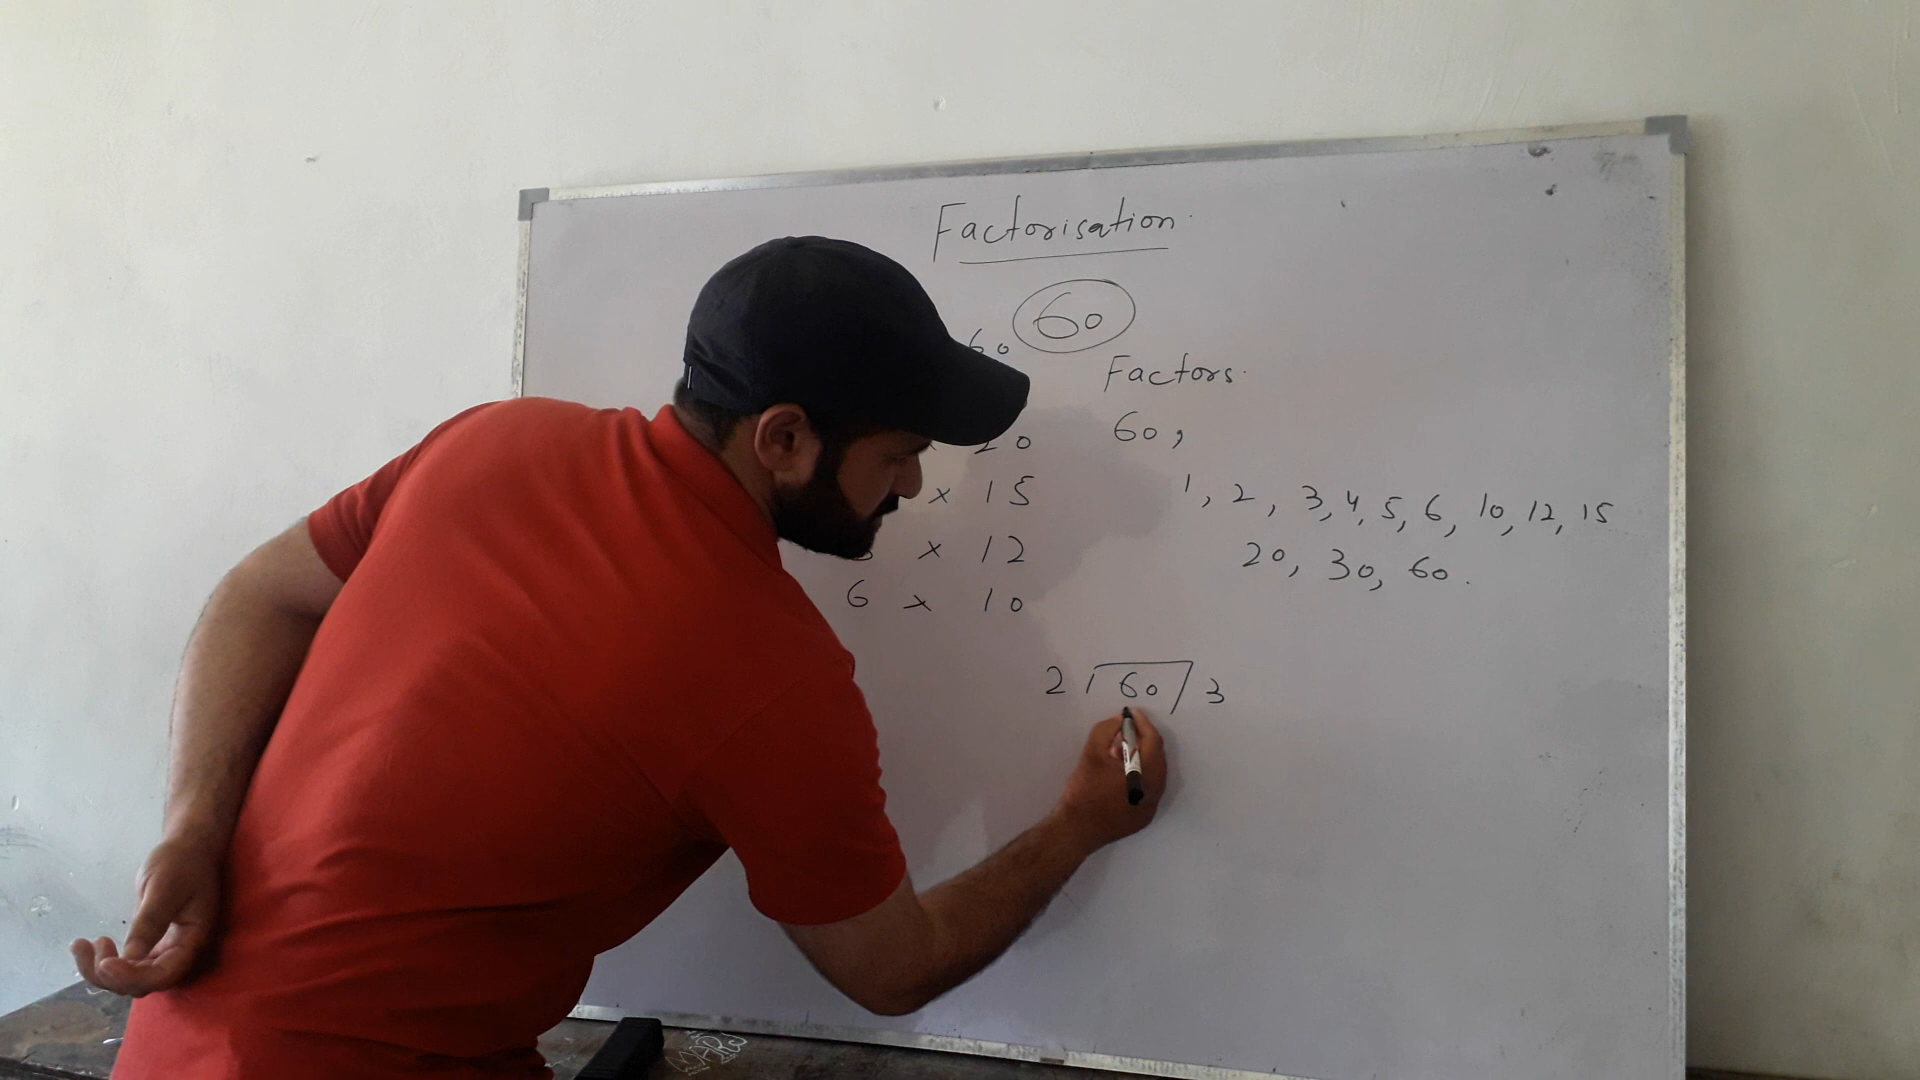 Factorisation
60
60
Factors.
60,
20
x 15
1, 2, 3, 4, 5, 6, 10, 12, 15
x 12
20, 30, 60.
6 x 10
2 60 3